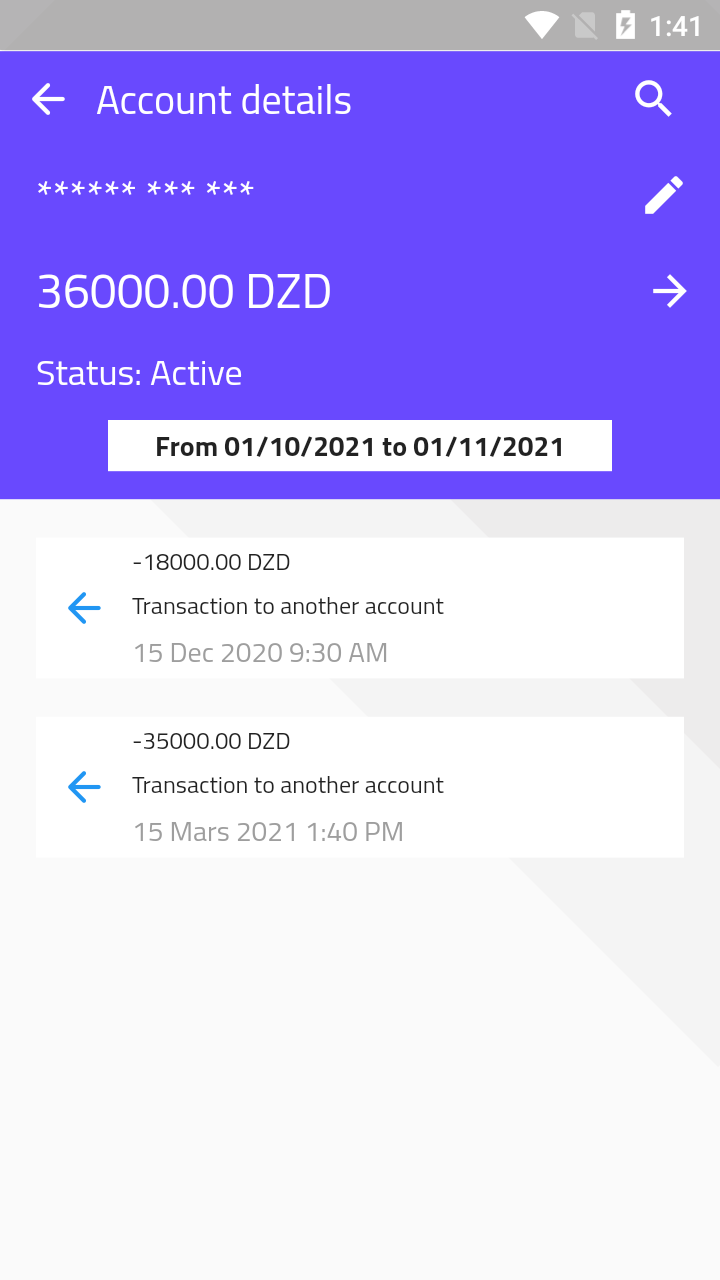 1:41
Account details
****** *** ***
36000.00 DZD
Status: Active
From 01/10/2021 to 01/11/2021
-18000.00 DZD
Transaction to another account
15 Dec 2020 9:30 AM
-35000.00 DZD
Transaction to another account
15 Mars 2021 1:40 PM